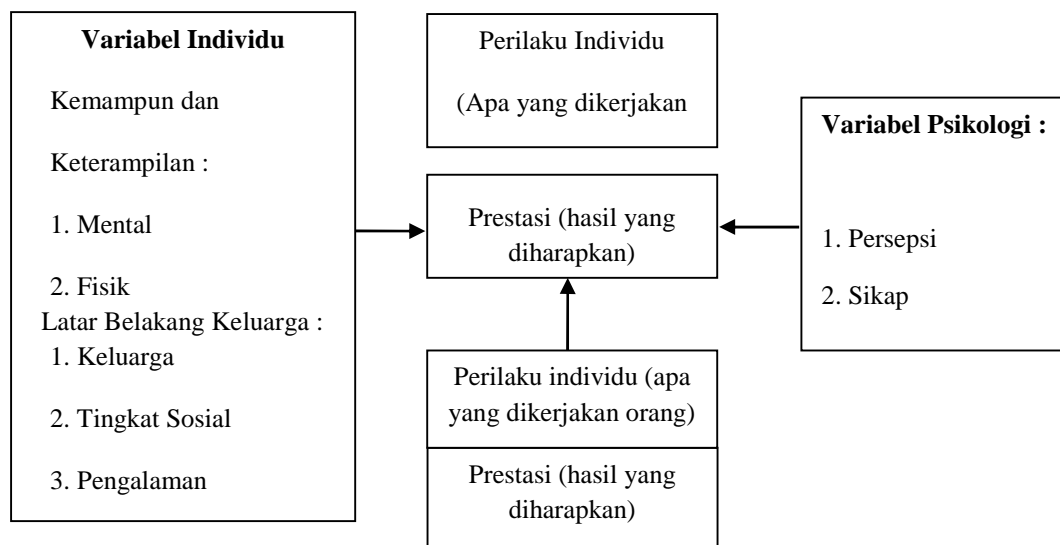 Variabel Individu
Kemampun dan
Keterampilan :
1. Mental
2. Fisik
Latar Belakang Keluarga :
1. Keluarga
2. Tingkat Sosial
3. Pengalaman
Perilaku Individu
(Apa yang dikerjakan
Prestasi (hasil yang
diharapkan)
Perilaku individu (apa
yang dikerjakan orang)
Prestasi (hasil yang
diharapkan)
Variabel Psikologi :
1. Persepsi
2. Sikap